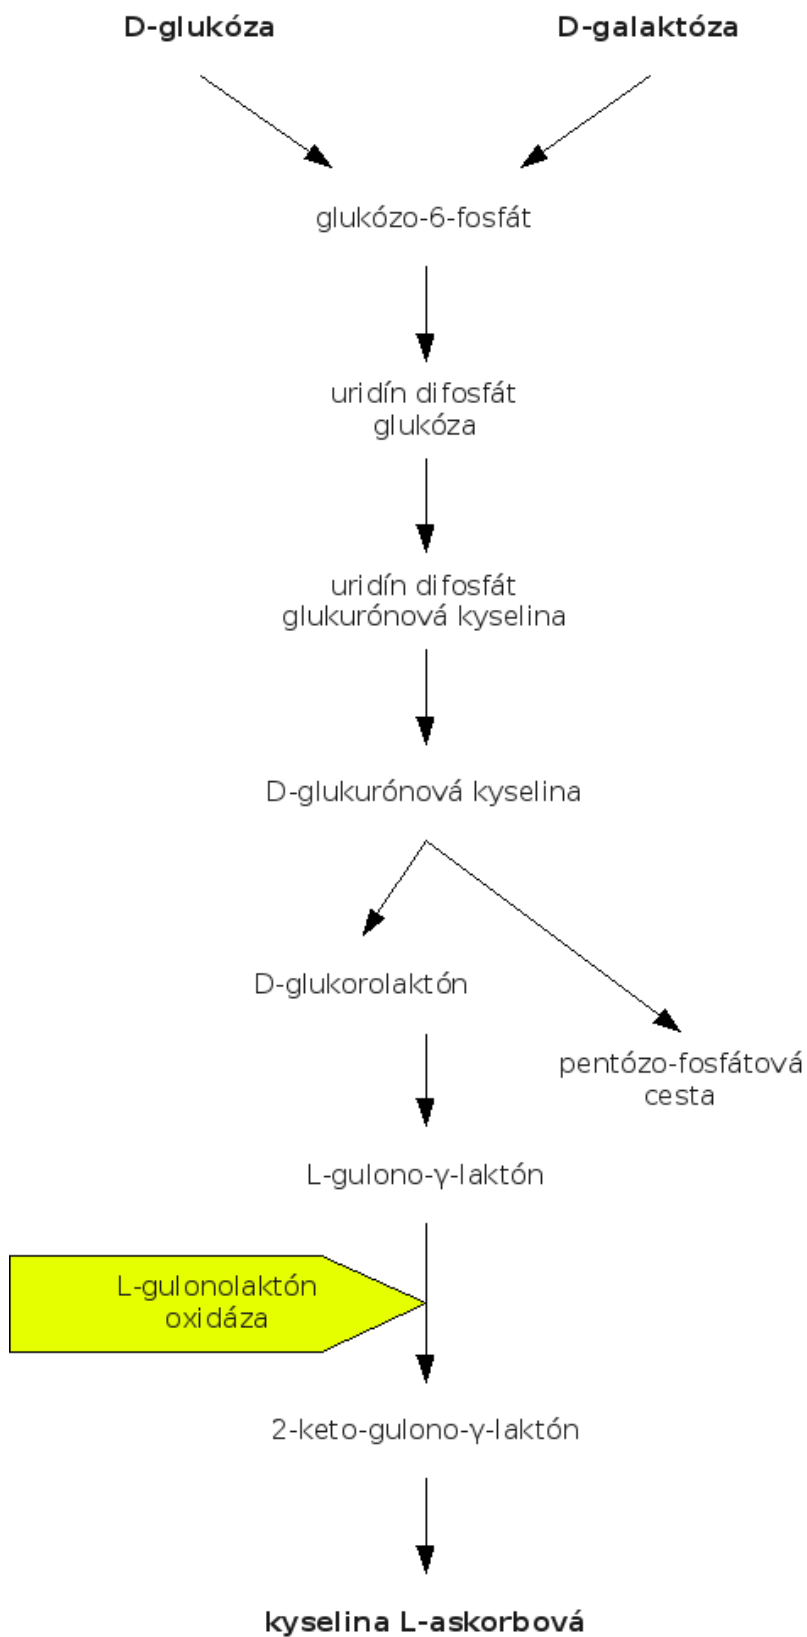 D-glukóza
D-galaktóza
glukózo-6-fosfát
uridín difosfát
glukóza
uridín difosfát
glukurónová kyselina
D-glukurónová kyselina
D-glukorolaktón
pentózo-fosfátová
cesta
L-gulono-γ-laktón
L-gulonolaktón
oxidáza
2-keto-gulono-γ-laktón
kyselina L-askorbová